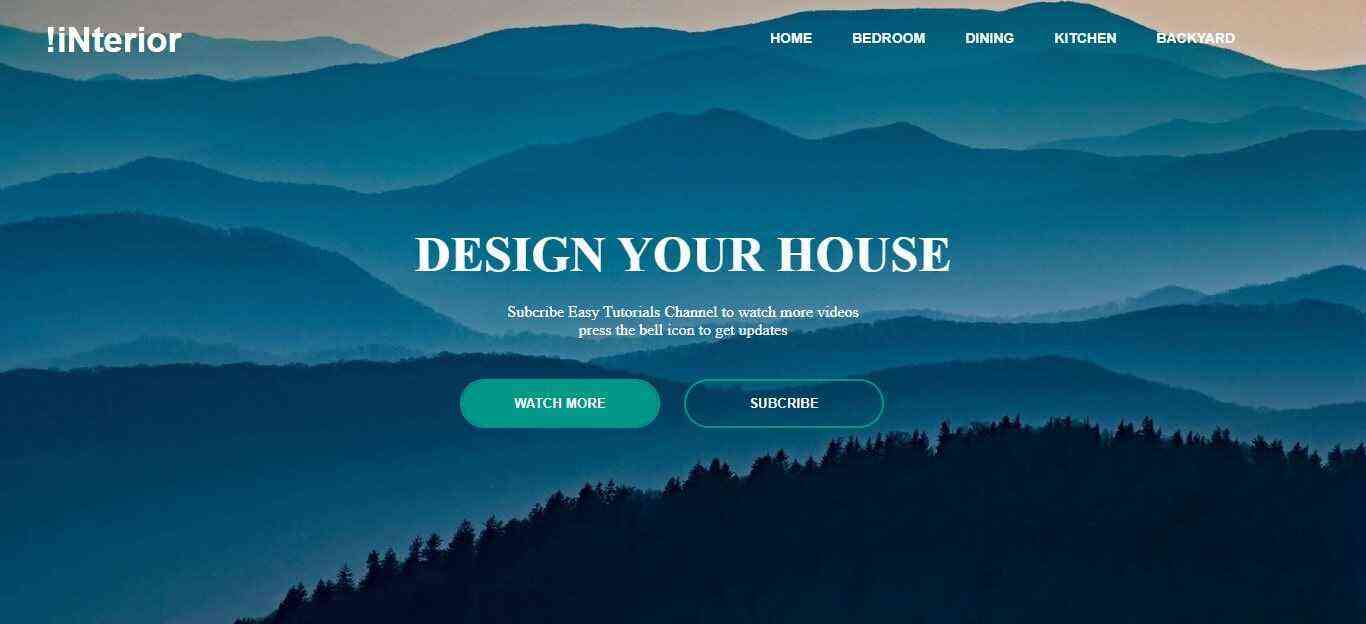 !iNterior
HOME BEDROOM DINING KITCHEN BACKYARD
DESIGN YOUR HOUSE
Subcribe Easy Tutorials Channel to watch more videos
press the bell icon to get updates
WATCH MORE SUBCRIBE